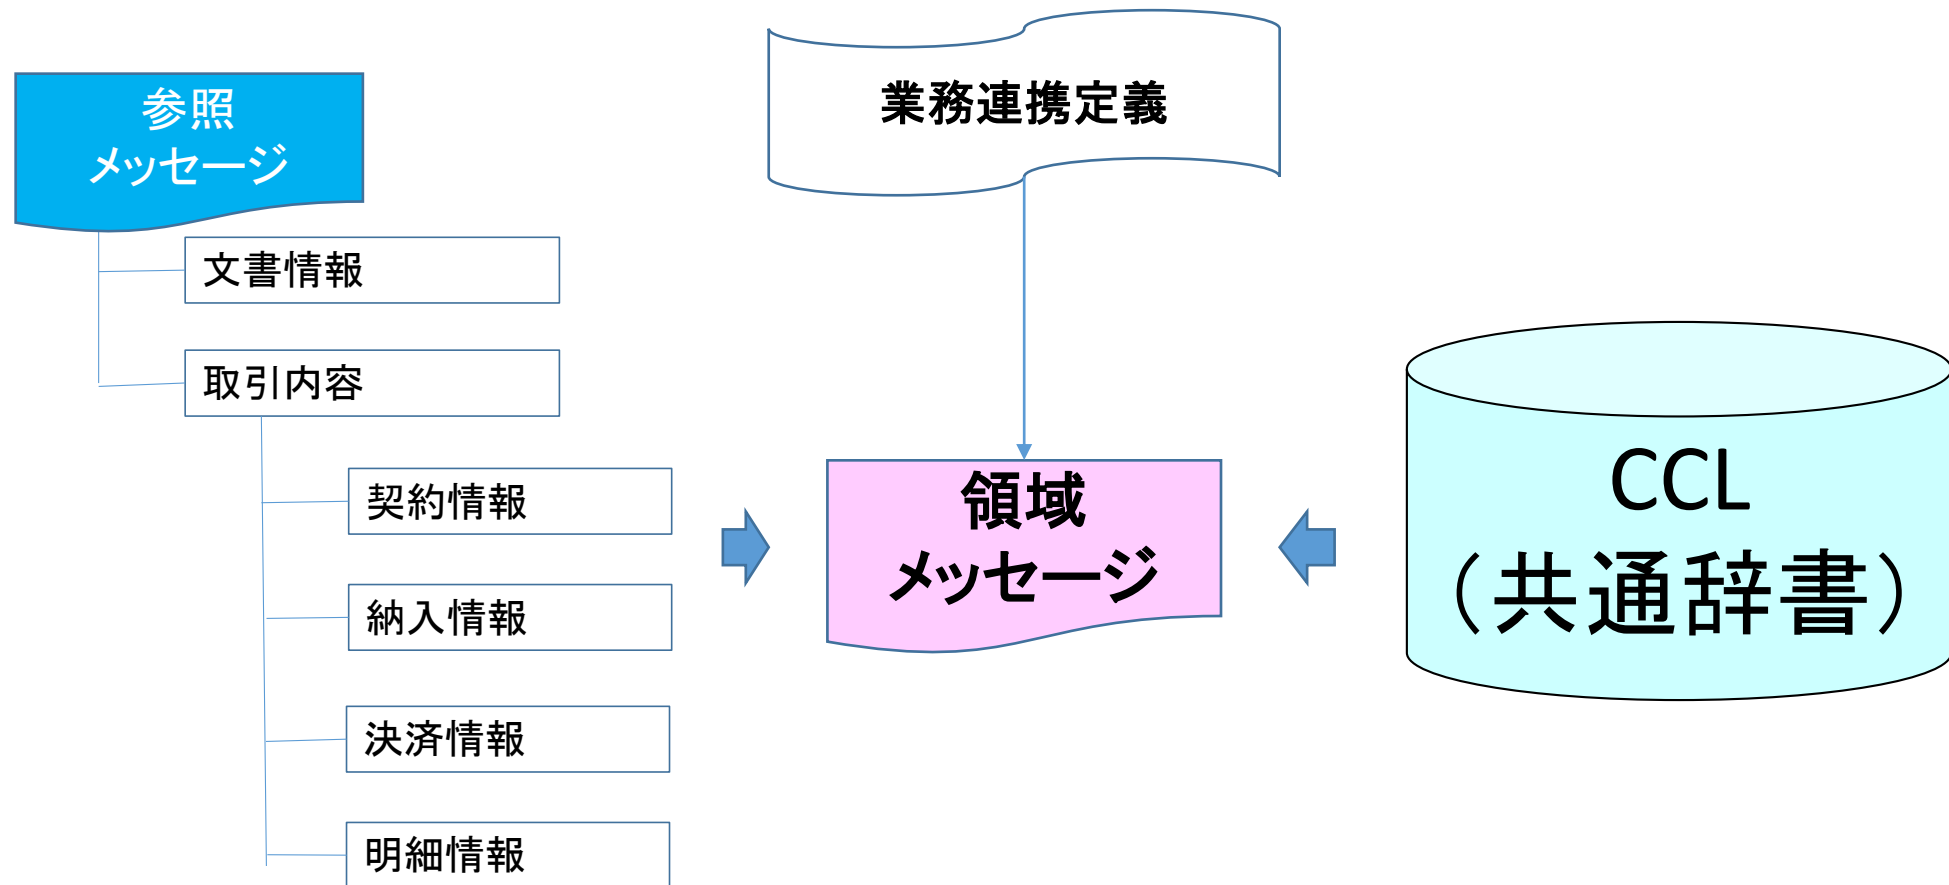 参照
メッセージ
文書情報
取引内容
契約情報
納入情報
決済情報
明細情報
業務連携定義
領域
メッセージ
CCL
（共通辞書）